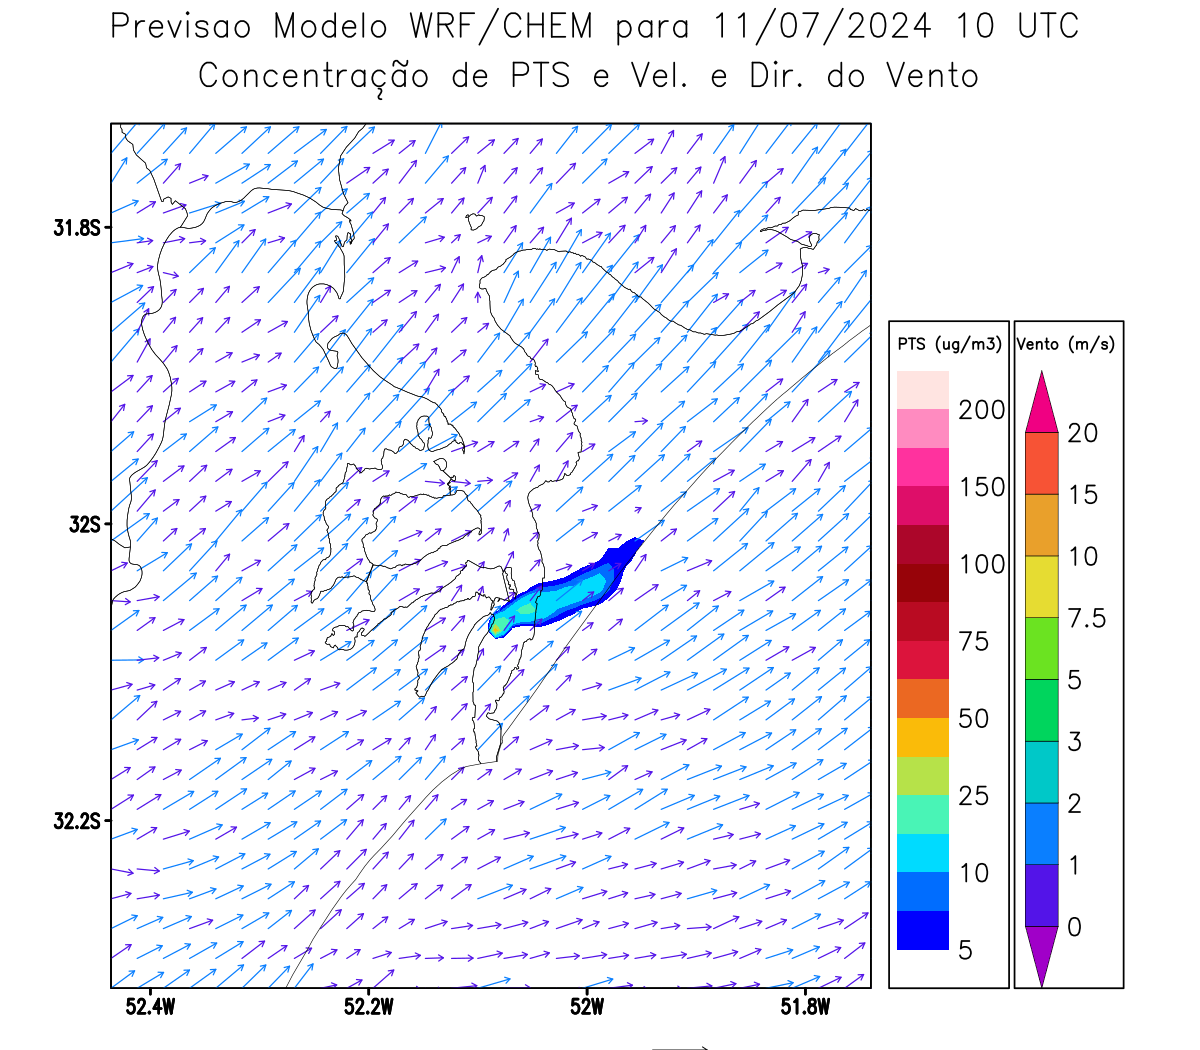 Previsao Modelo WRF/CHEM para 11/07/2024 10 UTC
Concentração de PTS e Vel. e Dir. do Vento
31.8S
32S
32.2S
52.4W
52.2W
52W
51.8W
PTS (ug/m3)
200
150
100
75
50
25
10
5
Vento (m/s)
20
15
10
7.5
5
3
2
1
0